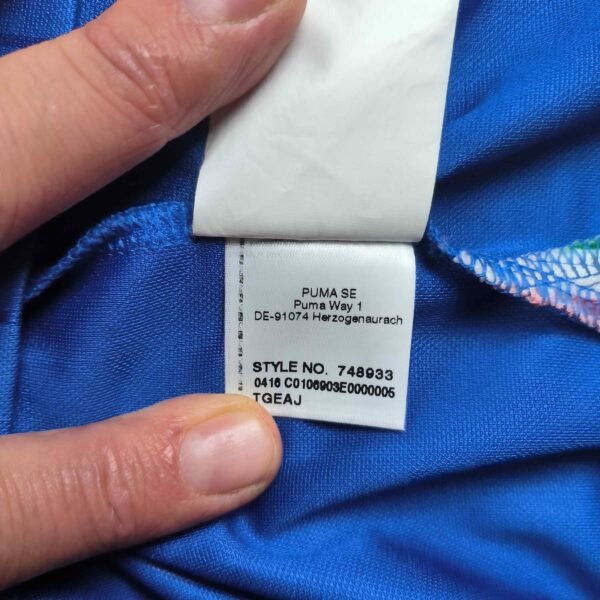 PUMA SE
Puma Way 1
DE-91074 Herzogenaurach
STYLE NO. 748933
0416 C0106903E0000005
TGEAJ